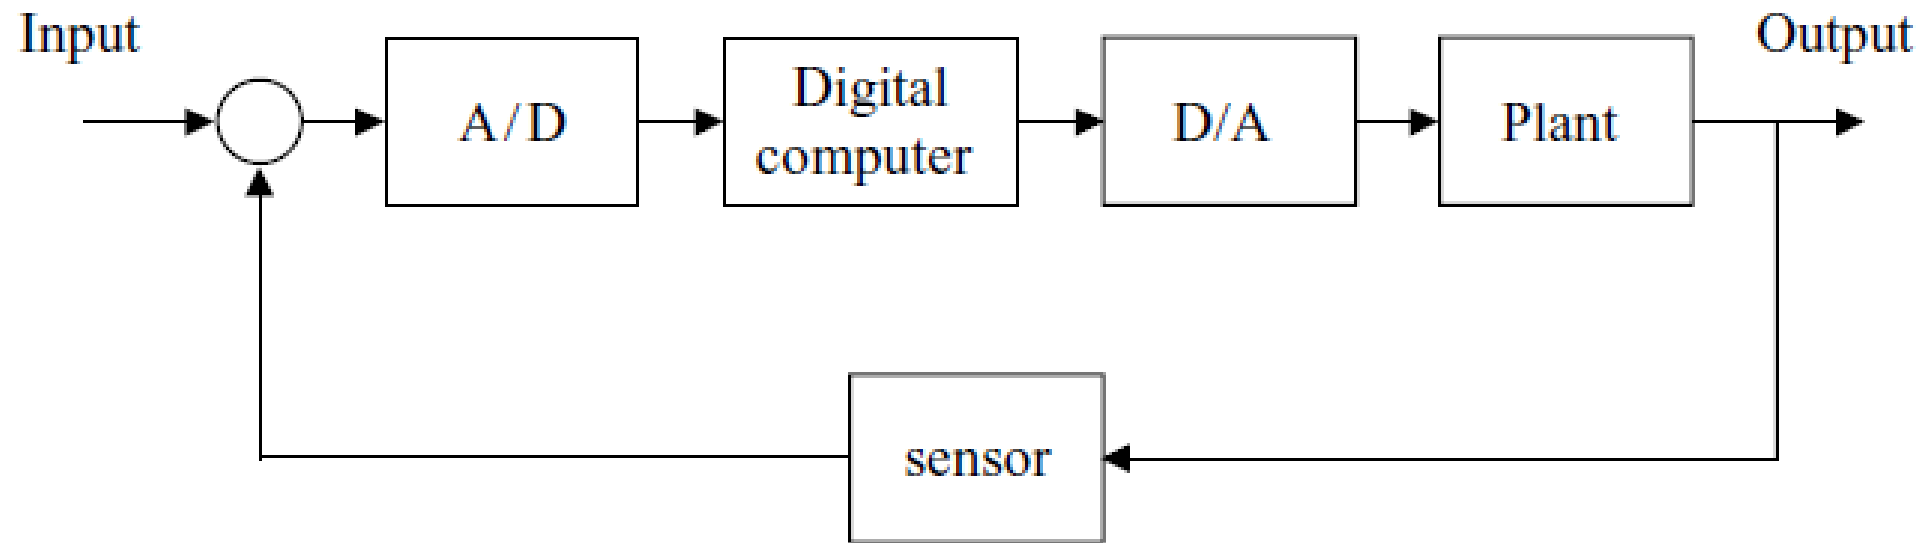 Input
Output
A/D
Digital
computer
D/A
Plant
sensor